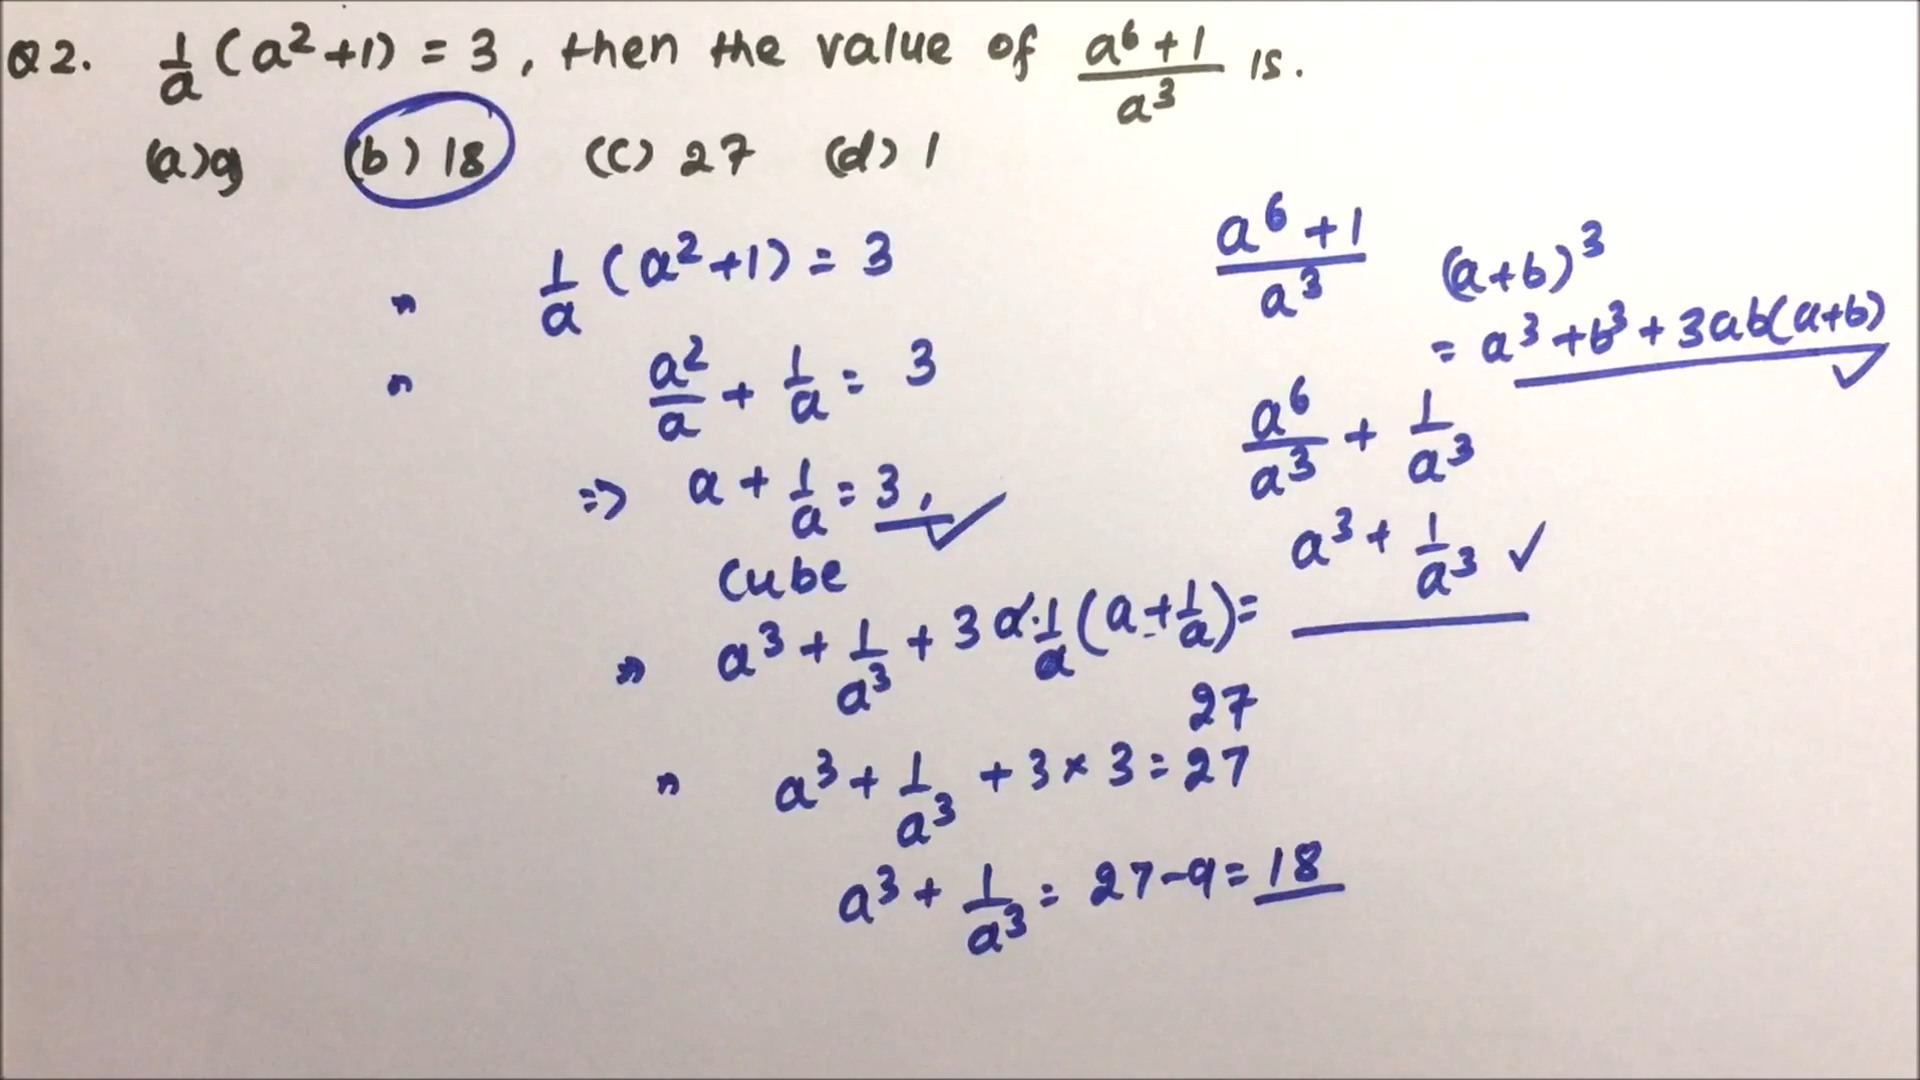 Q2. 1/a (a²+1) = 3, then the value of a⁶+1/a³ is.
(a) 9 (b) 18 (c) 27 (d) 1
" 1/a (a²+1) = 3
" a²/a + 1/a = 3
=> a + 1/a = 3,
Cube
" a³ + 1/a³ + 3a·1/a (a+1/a) =
27
" a³ + 1/a³ + 3×3 = 27
a³ + 1/a³ = 27-9 = 18
a⁶+1/a³
(a+b)³
= a³+b³+3ab(a+b) ✓
a⁶/a³ + 1/a³
a³ + 1/a³ ✓